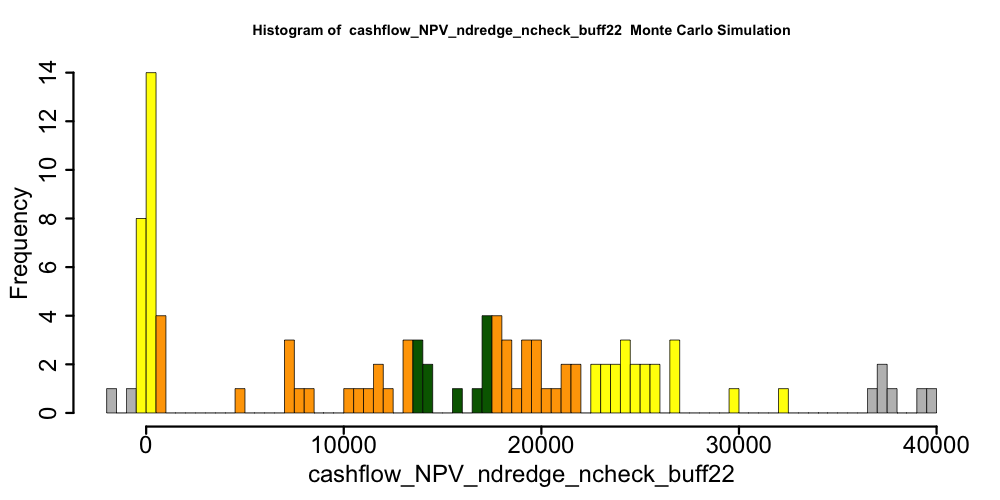 Histogram of  cashflow_NPV_ndredge_ncheck_buff22  Monte Carlo Simulation
14
12
10
8
6
4
2
0
Frequency
0 10000 20000 30000 40000
cashflow_NPV_ndredge_ncheck_buff22